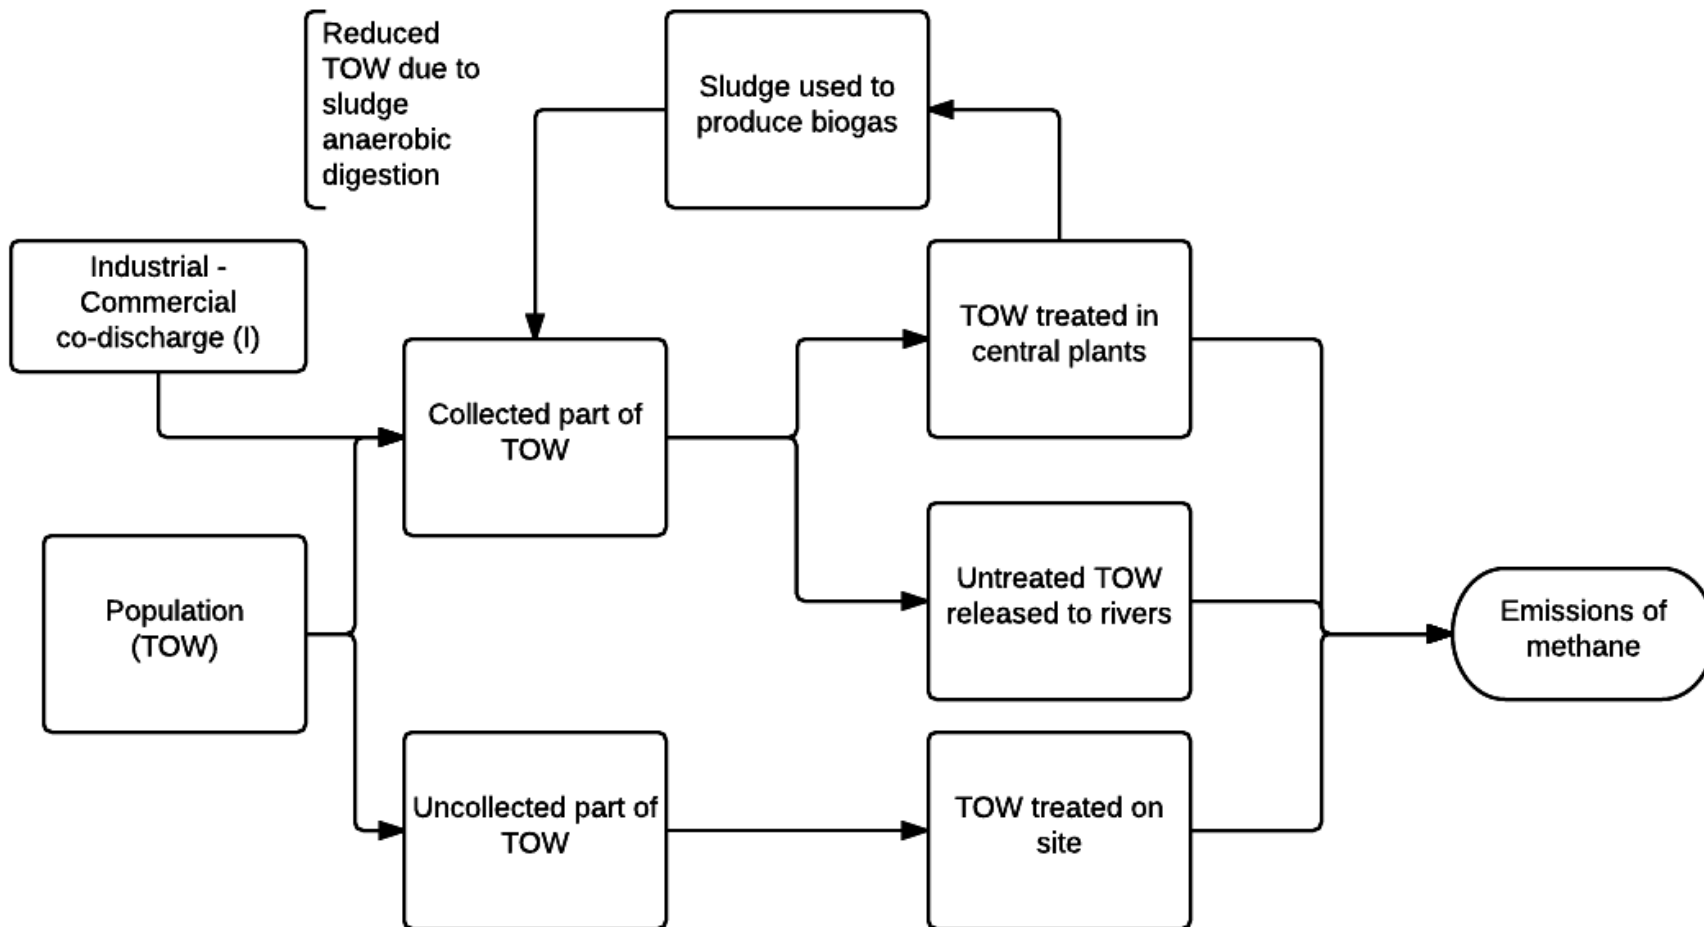 Reduced
TOW due to
sludge
anaerobic
digestion
Sludge used to
produce biogas
Industrial -
Commercial
co-discharge (I)
TOW treated in
central plants
Collected part of
TOW
Untreated TOW
released to rivers
Population
(TOW)
Emissions of
methane
Uncollected part of
TOW
TOW treated on
site